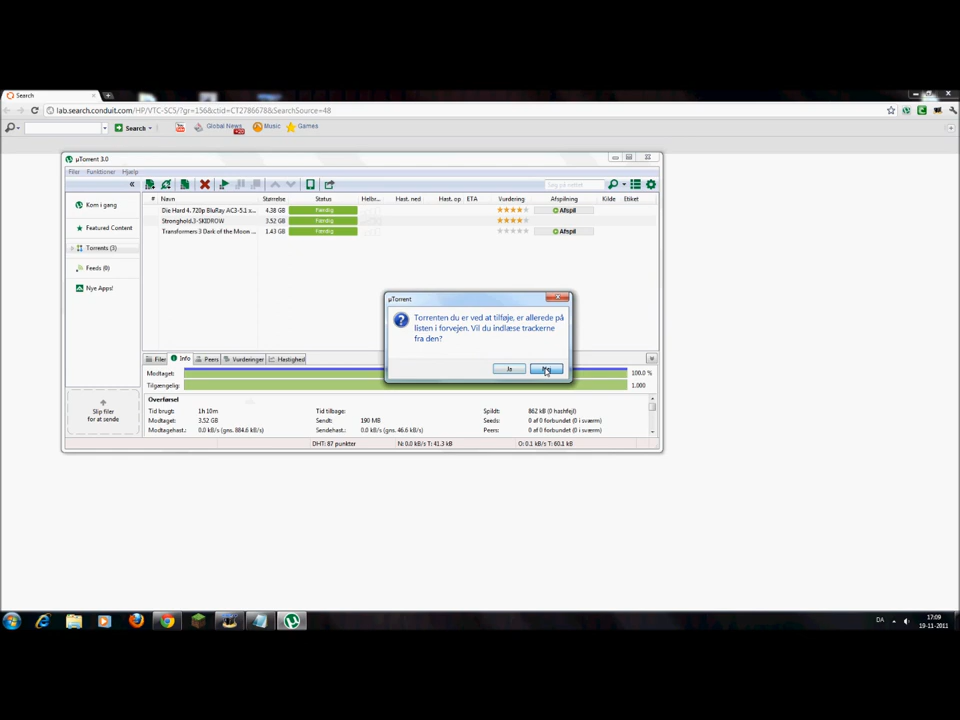 Search
lab.search.conduit.com/HP/VTC-SC5/?gr=156&ctid=CT2786678&SearchSource=48
Search
Global News
Music
Games
µTorrent 3.0
Filer Funktioner Hjælp
Søg på nettet
Kom i gang
Featured Content
Torrents (3)
Feeds (0)
Nye Apps!
# Navn Størrelse Status Helbr... Hast. ned Hast. op ETA Vurdering Afspilning Kilde Etiket
Die Hard 4. 720p BluRay AC3-5.1 x... 4.38 GB Færdig Afspil
Stronghold.3-SKIDROW 3.52 GB Færdig
Transformers 3 Dark of the Moon ... 1.43 GB Færdig Afspil
µTorrent
Torrenten du er ved at tilføje, er allerede på
listen i forvejen. Vil du indlæse trackerne
fra den?
Ja
Filer Info Peers Vurderinger Hastighed
Modtaget: 100.0 %
Tilgængelig: 1.000
Slip filer
for at sende
Overførsel
Tid brugt: 1h 10m Tid tilbage: Spildt: 862 kB (0 hashfejl)
Modtaget: 3.52 GB Sendt: 190 MB Seeds: 0 af 0 forbundet (0 i sværm)
Modtagehast.: 0.0 kB/s (gns. 884.6 kB/s) Sendehast.: 0.0 kB/s (gns. 46.6 kB/s) Peers: 0 af 0 forbundet (0 i sværm)
DHT: 87 punkter N: 0.0 kB/s T: 41.3 kB O: 0.1 kB/s T: 60.1 kB
DA
17:09
19-11-2011